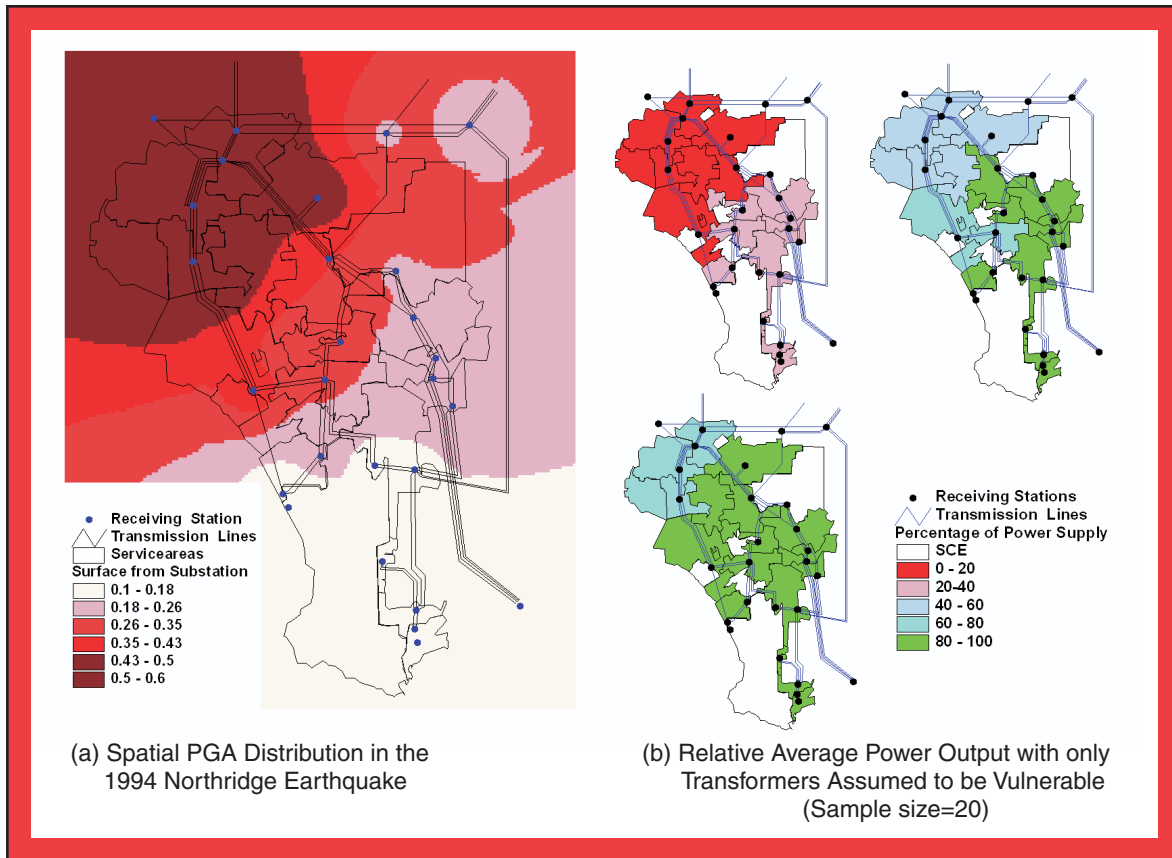 Receiving Station
Transmission Lines
Serviceareas
Surface from Substation
0.1 - 0.18
0.18 - 0.26
0.26 - 0.35
0.35 - 0.43
0.43 - 0.5
0.5 - 0.6
(a) Spatial PGA Distribution in the
1994 Northridge Earthquake
Receiving Stations
Transmission Lines
Percentage of Power Supply
SCE
0 - 20
20-40
40 - 60
60 - 80
80 - 100
(b) Relative Average Power Output with only
Transformers Assumed to be Vulnerable
(Sample size=20)